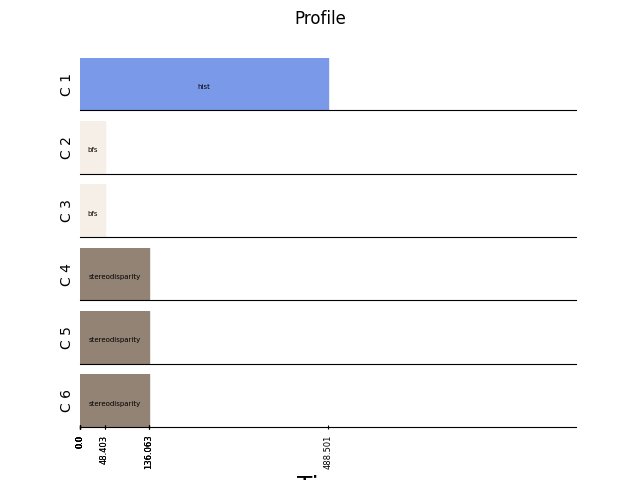 Profile
C 1
hist
C 2
bfs
C 3
bfs
C 4
stereodisparity
C 5
stereodisparity
C 6
stereodisparity
0.0
48.403
136.063
488.501